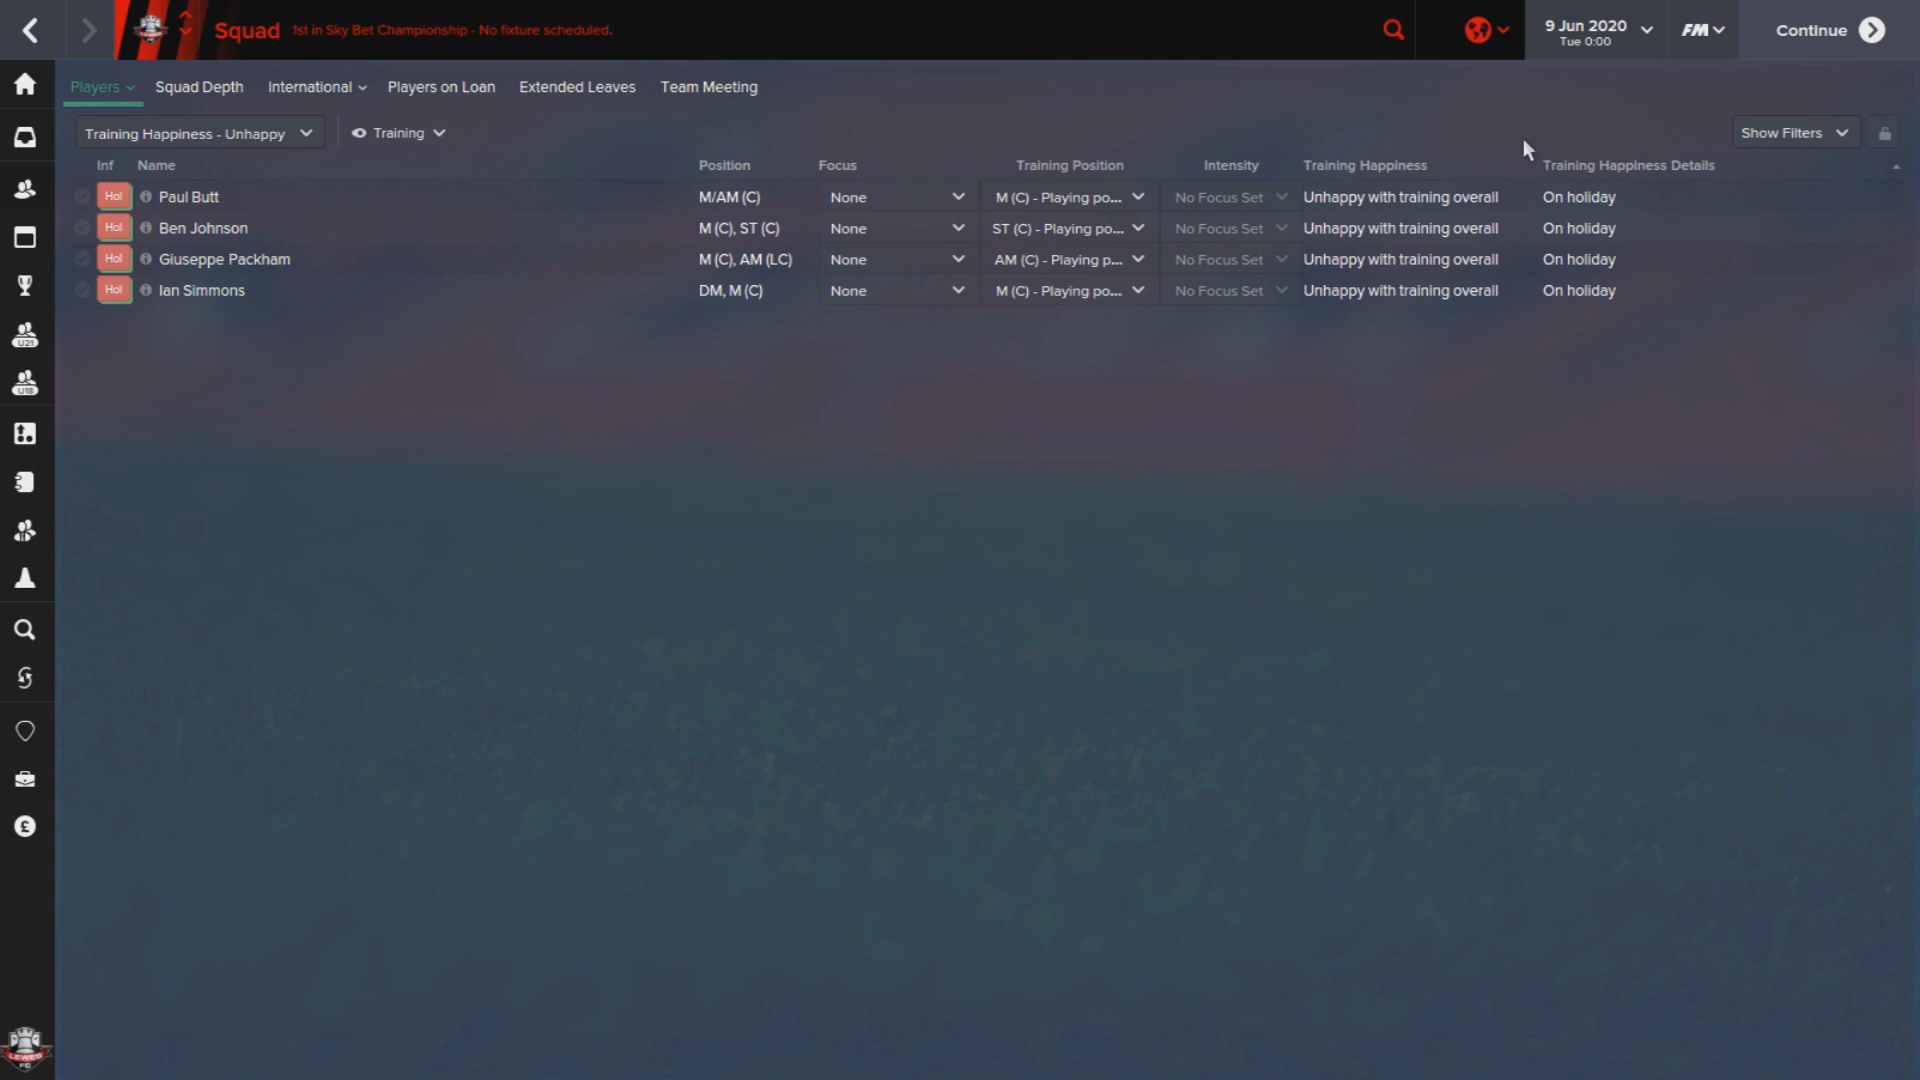 Squad 1st in Sky Bet Championship - No fixture scheduled.
9 Jun 2020
Tue 0:00
FM
Continue
Players Squad Depth International Players on Loan Extended Leaves Team Meeting
Training Happiness - Unhappy Training Show Filters
Inf Name Position Focus Training Position Intensity Training Happiness Training Happiness Details
Hol Paul Butt M/AM (C) None M (C) - Playing po... No Focus Set Unhappy with training overall On holiday
Hol Ben Johnson M (C), ST (C) None ST (C) - Playing po... No Focus Set Unhappy with training overall On holiday
Hol Giuseppe Packham M (C), AM (LC) None AM (C) - Playing p... No Focus Set Unhappy with training overall On holiday
Hol Ian Simmons DM, M (C) None M (C) - Playing po... No Focus Set Unhappy with training overall On holiday
U21
U18
LEWES
FC